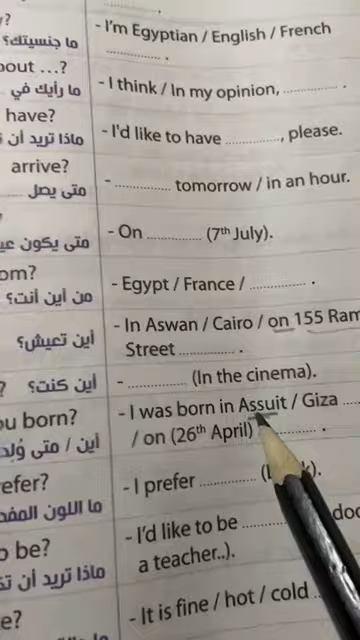 .............. .
?
- I'm Egyptian / English / French
ما جنسيتك؟
.............. .
out ...?
- I think / In my opinion, .............. .
ما رأيك في
have?
- I'd like to have .............., please.
ماذا تريد أن
arrive?
- .............. tomorrow / in an hour.
متى يصل
- On .............. (7th July).
متى يكون
om?
- Egypt / France / .............. .
من أين أنت؟
- In Aswan / Cairo / on 155 Ram
أين تعيش؟
Street .............. .
أين كنت؟
- .............. (In the cinema).
u born?
- I was born in Assuit / Giza ....
أين / متى
/ on (26th April) .............. .
efer?
- I prefer ..............
ما اللون
be?
- I'd like to be ..............
ماذا تريد أن
a teacher..).
e?
- It is fine / hot / cold ..